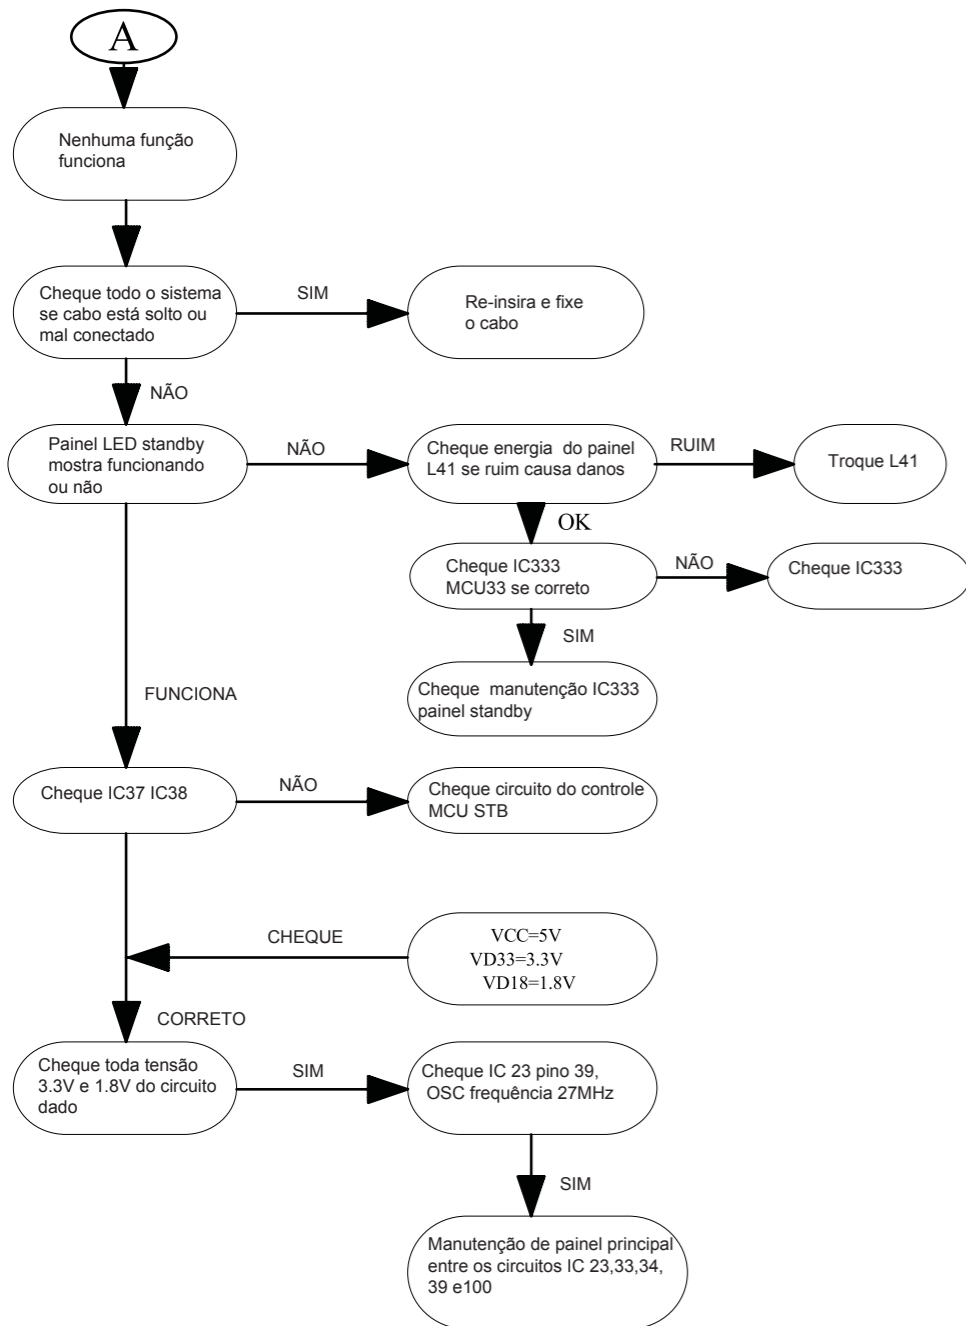 A
Nenhuma função
funciona
Cheque todo o sistema
se cabo está solto ou
mal conectado
SIM
Re-insira e fixe
o cabo
NÃO
Painel LED standby
mostra funcionando
ou não
NÃO
Cheque energia do painel
L41 se ruim causa danos
RUIM
Troque L41
OK
Cheque IC333
MCU33 se correto
NÃO
Cheque IC333
SIM
Cheque manutenção IC333
painel standby
FUNCIONA
Cheque IC37 IC38
NÃO
Cheque circuito do controle
MCU STB
CHEQUE
VCC=5V
VD33=3.3V
VD18=1.8V
CORRETO
Cheque toda tensão
3.3V e 1.8V do circuito
dado
SIM
Cheque IC 23 pino 39,
OSC frequência 27MHz
SIM
Manutenção de painel principal
entre os circuitos IC 23,33,34,
39 e100